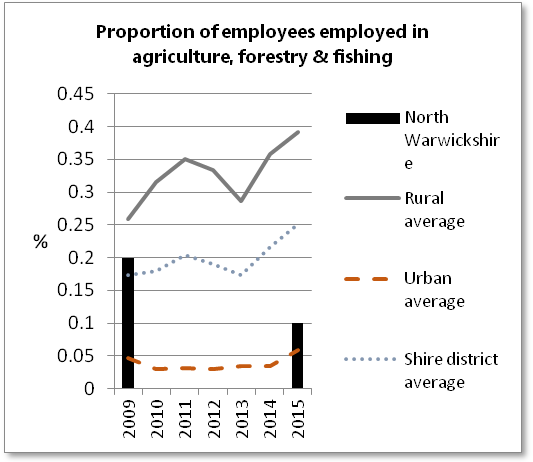 Proportion of employees employed in
agriculture, forestry & fishing
0.45
0.4
0.35
0.3
0.25
0.2
0.15
0.1
0.05
0
%
2009
2010
2011
2012
2013
2014
2015
North
Warwickshir
e
Rural
average
Urban
average
Shire district
average